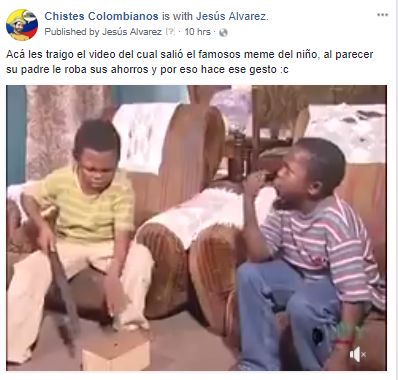 Chistes Colombianos is with Jesús Alvarez.
Published by Jesús Alvarez [?] · 10 hrs ·
Acá les traigo el video del cual salió el famosos meme del niño, al parecer
su padre le roba sus ahorros y por eso hace ese gesto :c